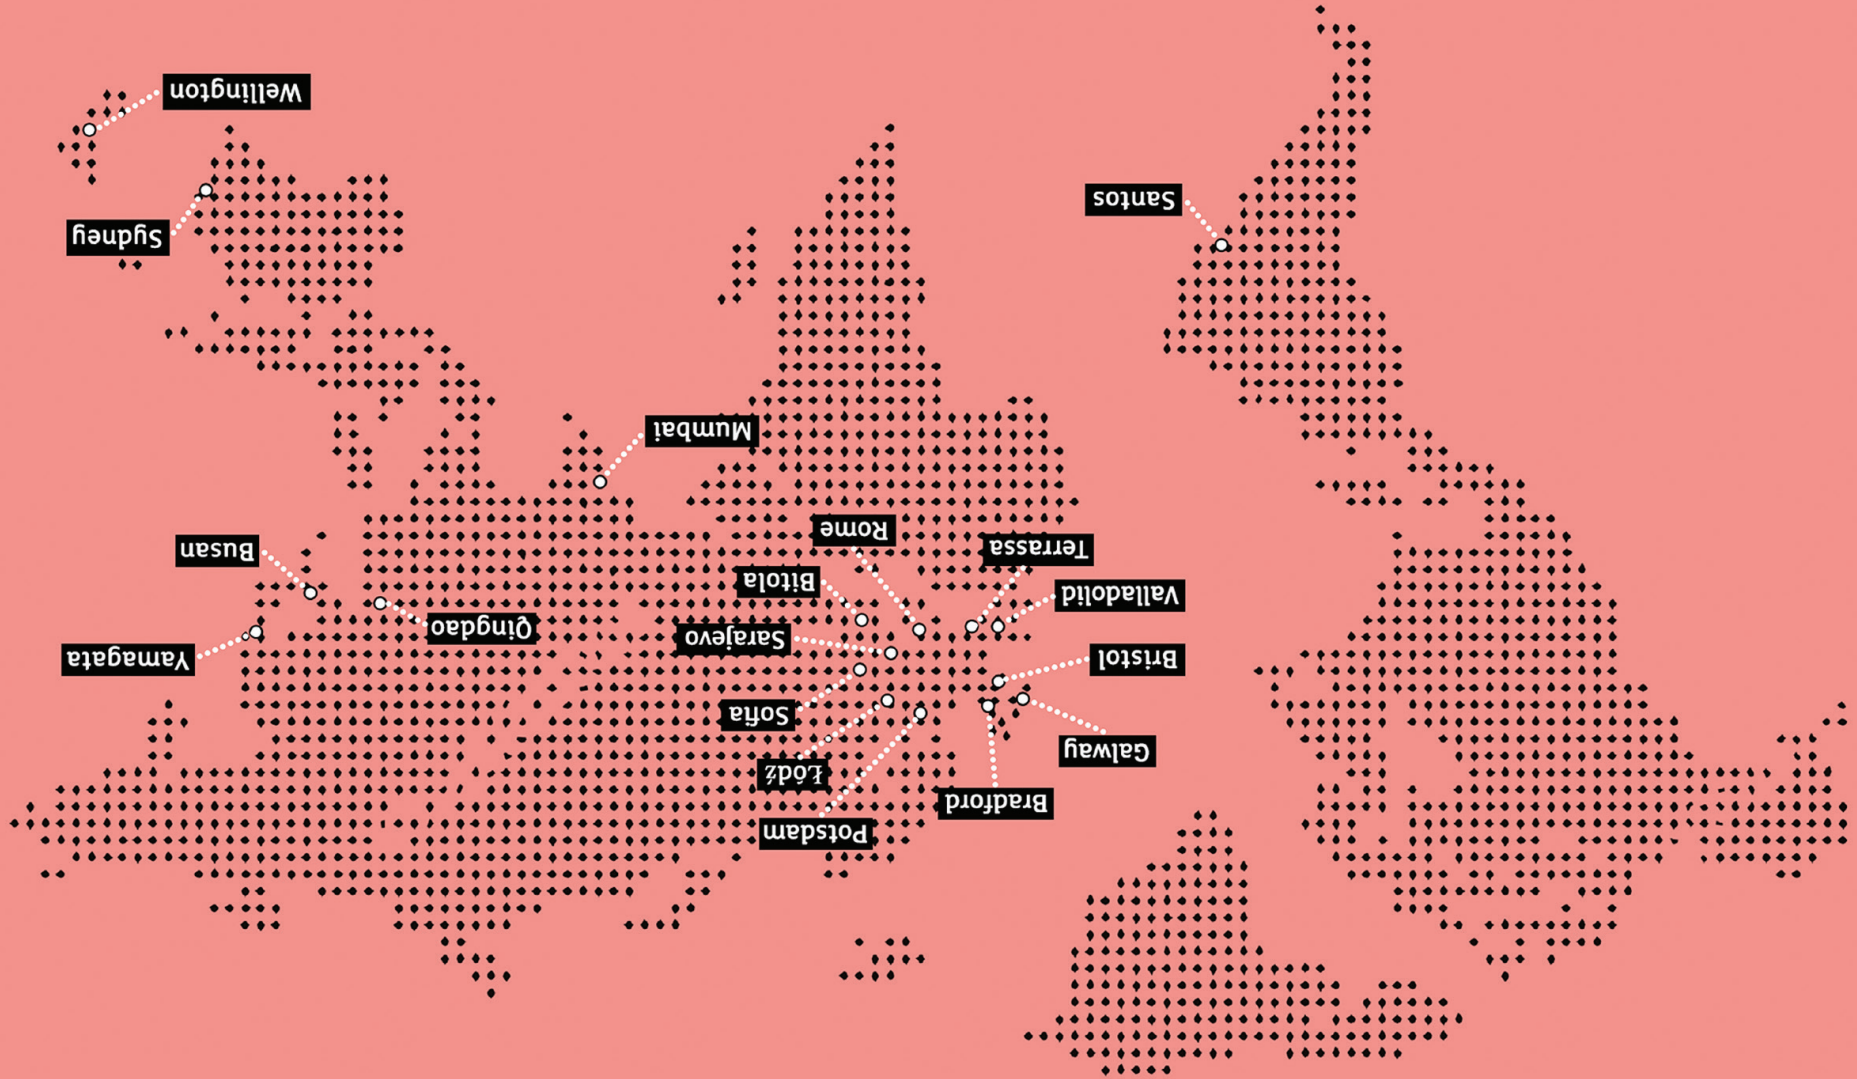 Potsdam
Bradford
Łódź
Galway
Sofia
Bristol
Sarajevo
Yamagata
Qingdao
Valladolid
Bitola
Terrassa
Busan
Rome
Mumbai
Sydney
Santos
Wellington